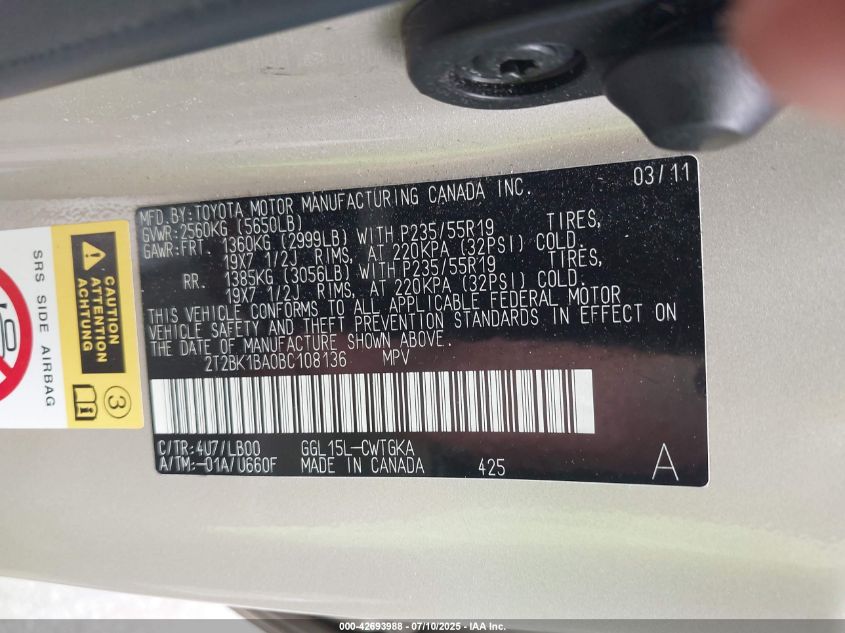 03/11
MFD.BY:TOYOTA MOTOR MANUFACTURING CANADA INC.
GVWR:2560KG (5650LB)
GAWR:FRT. 1360KG (2999LB) WITH P235/55R19 TIRES,
19X7 1/2J RIMS, AT 220KPA (32PSI) COLD.
RR. 1385KG (3056LB) WITH P235/55R19 TIRES,
19X7 1/2J RIMS, AT 220KPA (32PSI) COLD.
THIS VEHICLE CONFORMS TO ALL APPLICABLE FEDERAL MOTOR
VEHICLE SAFETY AND THEFT PREVENTION STANDARDS IN EFFECT ON
THE DATE OF MANUFACTURE SHOWN ABOVE.
2T2BK1BA0BC108136 MPV
C/TR:4U7/LB00 GGL15L-CWTGKA
A/TM:-01A/U660F MADE IN CANADA 425 A
CAUTION
ATTENTION
ACHTUNG
SRS SIDE AIRBAG
i
3
000-42693988 - 07/10/2025 - IAA Inc.